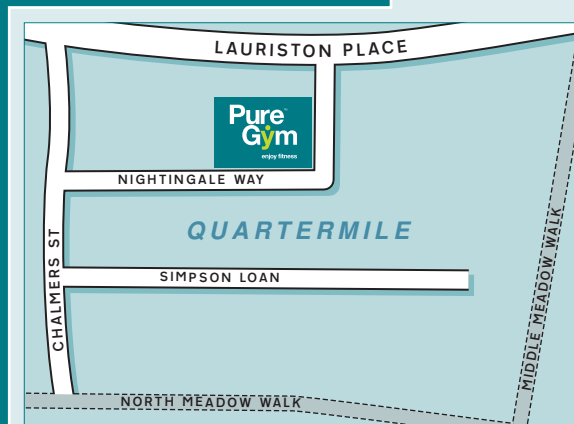 LAURISTON PLACE
Pure
Gym
enjoy fitness
NIGHTINGALE WAY
QUARTERMILE
SIMPSON LOAN
CHALMERS ST
MIDDLE MEADOW WALK
NORTH MEADOW WALK